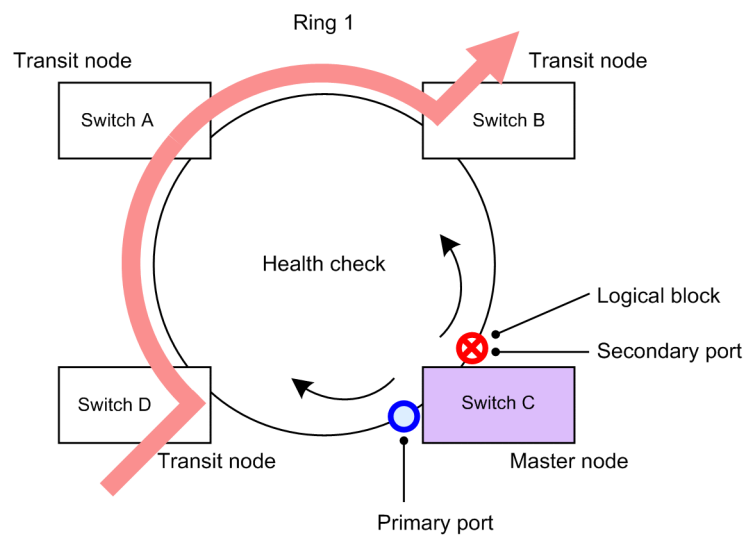 Ring 1
Transit node
Transit node
Switch A
Switch B
Health check
Logical block
Secondary port
Switch D
Switch C
Transit node
Master node
Primary port